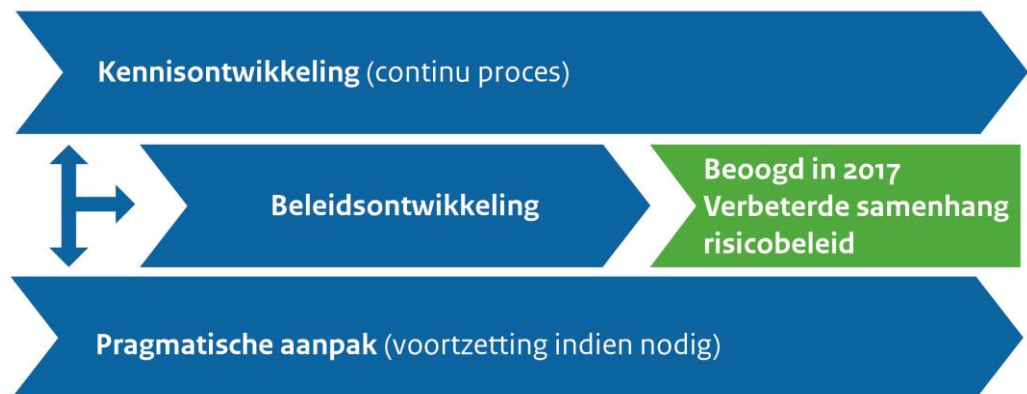 Kennisontwikkeling (continu proces)
Beleidsontwikkeling
Beoogd in 2017
Verbeterde samenhang
risicobeleid
Pragmatische aanpak (voortzetting indien nodig)